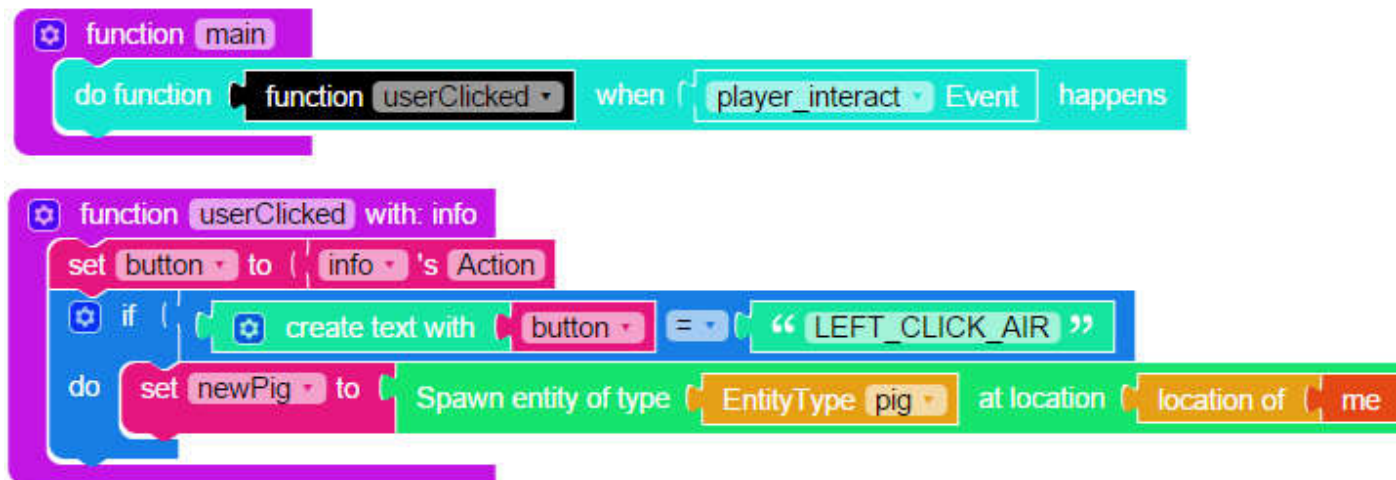 function main
do function function userClicked when player_interact Event happens
function userClicked with: info
set button to info 's Action
if create text with button = “ LEFT_CLICK_AIR ”
do set newPig to Spawn entity of type EntityType pig at location location of me